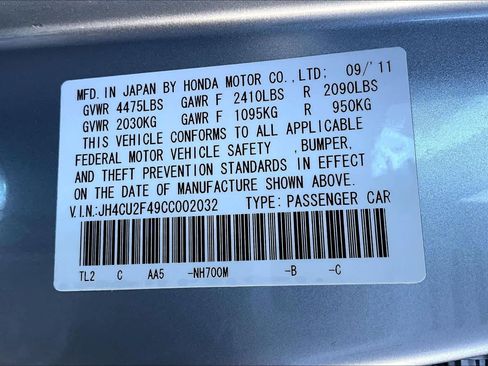 MFD. IN JAPAN BY HONDA MOTOR CO.,LTD; 09/'11
GVWR 4475LBS GAWR F 2410LBS R 2090LBS
GVWR 2030KG GAWR F 1095KG R 950KG
THIS VEHICLE CONFORMS TO ALL APPLICABLE
FEDERAL MOTOR VEHICLE SAFETY ,BUMPER,
AND THEFT PREVENTION STANDARDS IN EFFECT
ON THE DATE OF MANUFACTURE SHOWN ABOVE.
V.I.N:JH4CU2F49CC002032 TYPE: PASSENGER CAR
TL2 C AA5 -NH700M -B -C